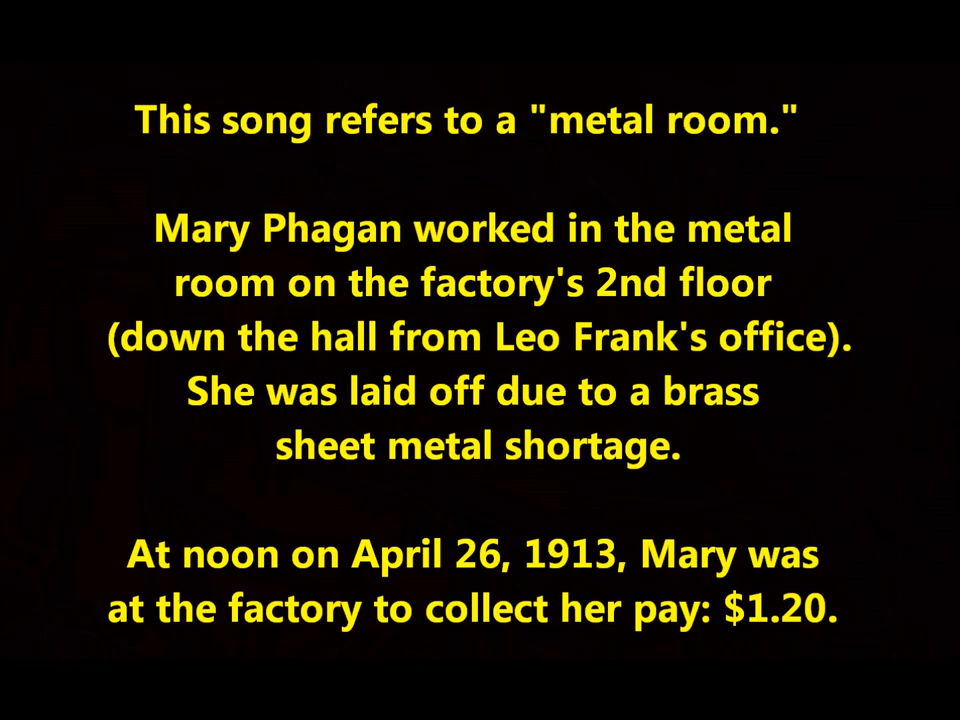 This song refers to a "metal room."
Mary Phagan worked in the metal
room on the factory's 2nd floor
(down the hall from Leo Frank's office).
She was laid off due to a brass
sheet metal shortage.
At noon on April 26, 1913, Mary was
at the factory to collect her pay: $1.20.